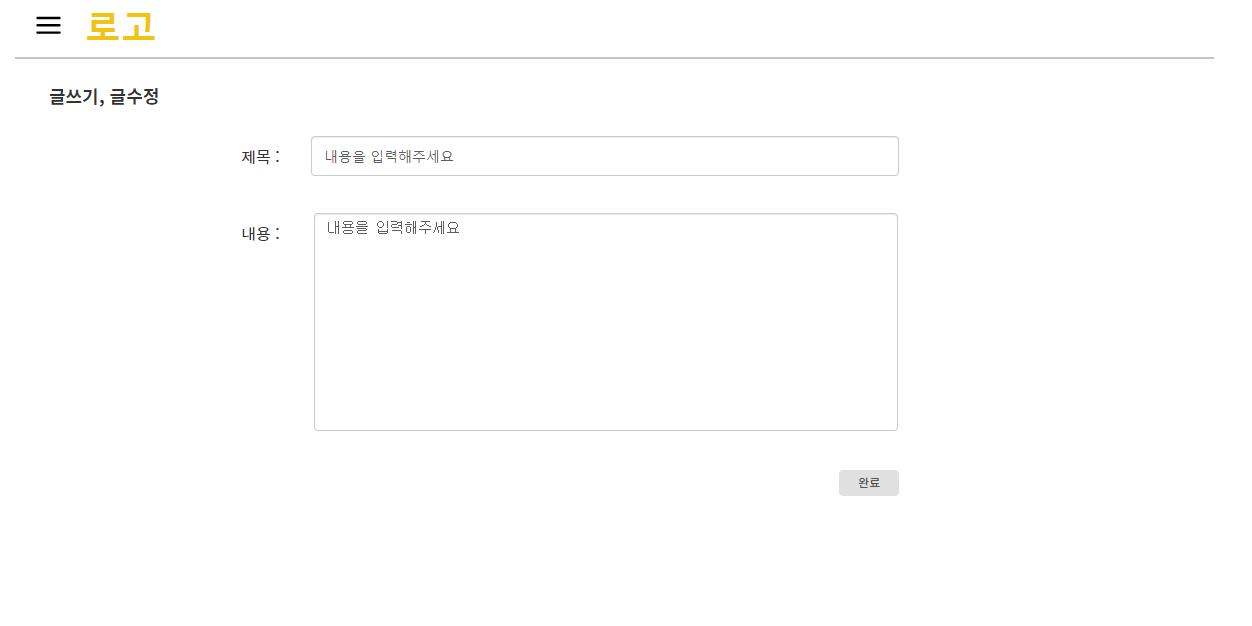 로고
글쓰기, 글수정
제목 : 내용을 입력해주세요
내용 : 내용을 입력해주세요
완료